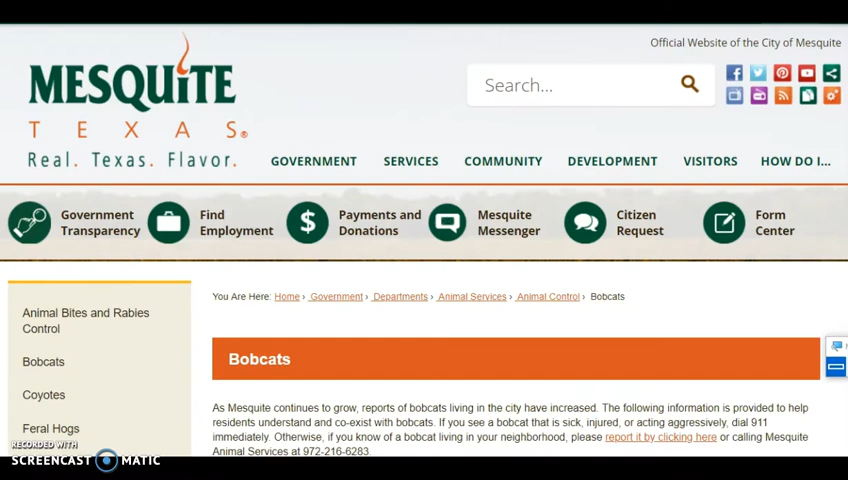 Official Website of the City of Mesquite
MESQUITE
TEXAS®
Real. Texas. Flavor.
Search...
GOVERNMENT SERVICES COMMUNITY DEVELOPMENT VISITORS HOW DO I...
Government
Transparency
Find
Employment
Payments and
Donations
Mesquite
Messenger
Citizen
Request
Form
Center
Animal Bites and Rabies
Control
Bobcats
Coyotes
Feral Hogs
You Are Here: Home › Government › Departments › Animal Services › Animal Control › Bobcats
Bobcats
As Mesquite continues to grow, reports of bobcats living in the city have increased. The following information is provided to help
residents understand and co-exist with bobcats. If you see a bobcat that is sick, injured, or acting aggressively, dial 911
immediately. Otherwise, if you know of a bobcat living in your neighborhood, please report it by clicking here or calling Mesquite
Animal Services at 972-216-6283.
RECORDED WITH
SCREENCAST MATIC